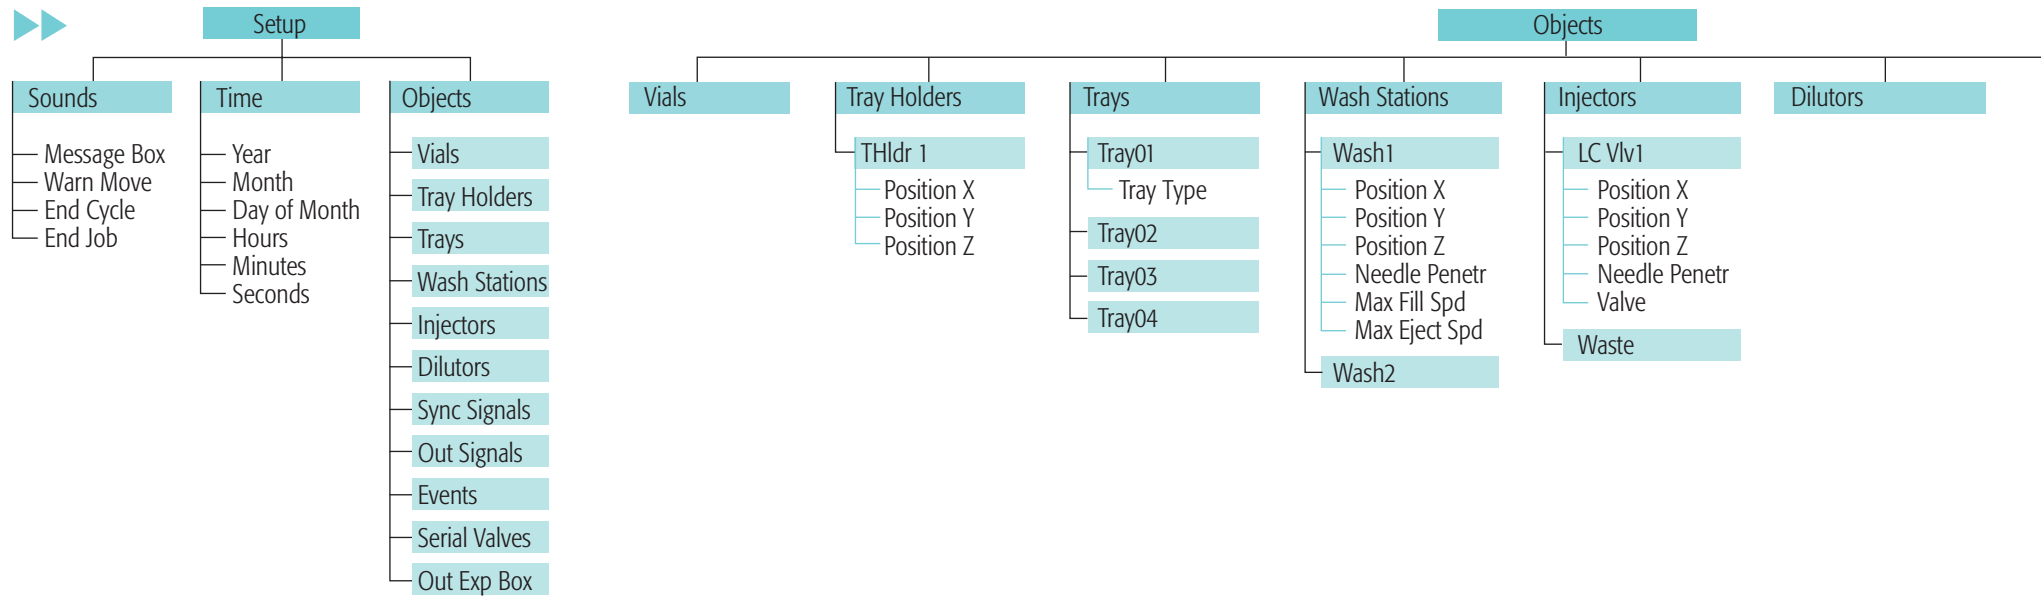 Setup
Sounds
Message Box
Warn Move
End Cycle
End Job
Time
Year
Month
Day of Month
Hours
Minutes
Seconds
Objects
Vials
Tray Holders
Trays
Wash Stations
Injectors
Dilutors
Sync Signals
Out Signals
Events
Serial Valves
Out Exp Box
Objects
Vials
Tray Holders
THldr 1
Position X
Position Y
Position Z
Trays
Tray01
Tray Type
Tray02
Tray03
Tray04
Wash Stations
Wash1
Position X
Position Y
Position Z
Needle Penetr
Max Fill Spd
Max Eject Spd
Wash2
Injectors
LC Vlv1
Position X
Position Y
Position Z
Needle Penetr
Valve
Waste
Dilutors